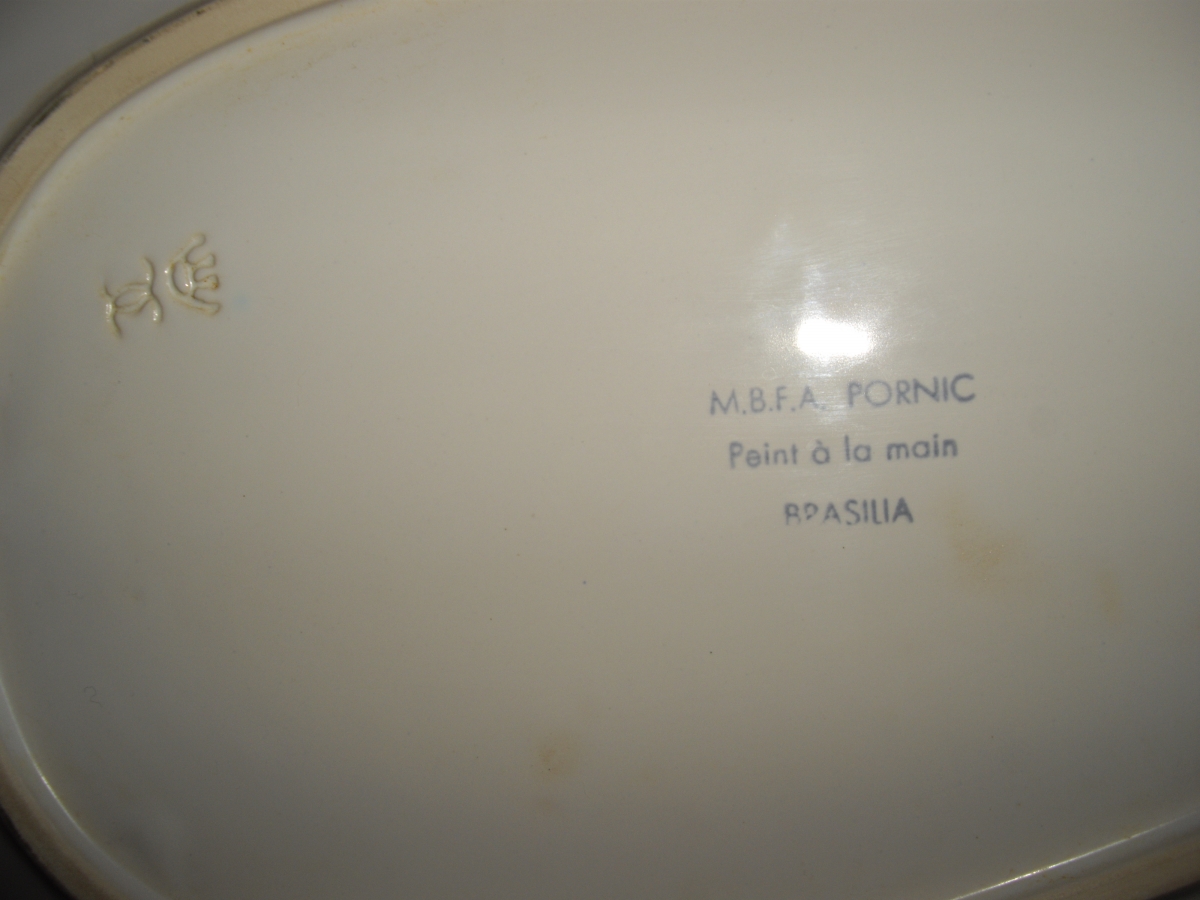 M.B.F.A. PORNIC
Peint à la main
BRASILIA